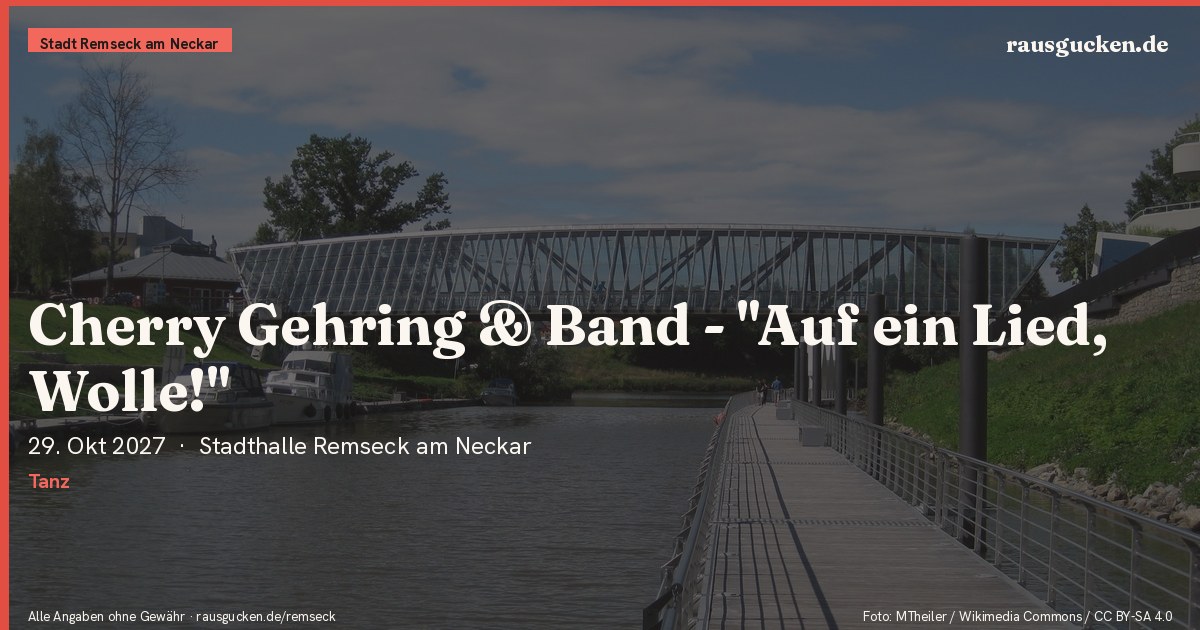 Stadt Remseck am Neckar
rausgucken.de
Cherry Gehring & Band - "Auf ein Lied,
Wolle!"
29. Okt 2027 · Stadthalle Remseck am Neckar
Tanz
Alle Angaben ohne Gewähr · rausgucken.de/remseck
Foto: MTheiler / Wikimedia Commons / CC BY-SA 4.0